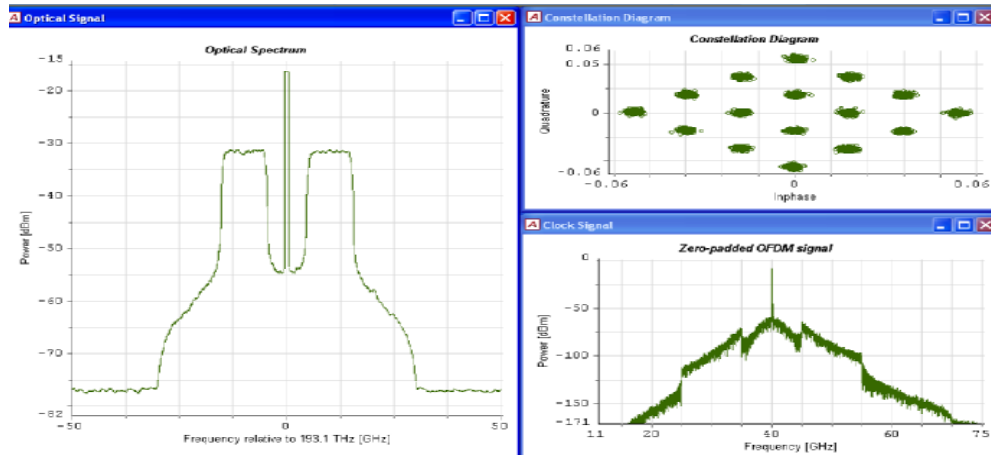 Optical Signal
Optical Spectrum
Power [dBm]
-15
-20
-30
-40
-50
-60
-70
-82
-50
0
50
Frequency relative to 193.1 THz [GHz]
Constellation Diagram
Constellation Diagram
Quadrature
0.06
0.05
0
-0.06
-0.06
0
0.06
Inphase
Clock Signal
Zero-padded OFDM signal
Power [dBm]
0
-50
-100
-150
-171
11
20
40
60
75
Frequency [GHz]